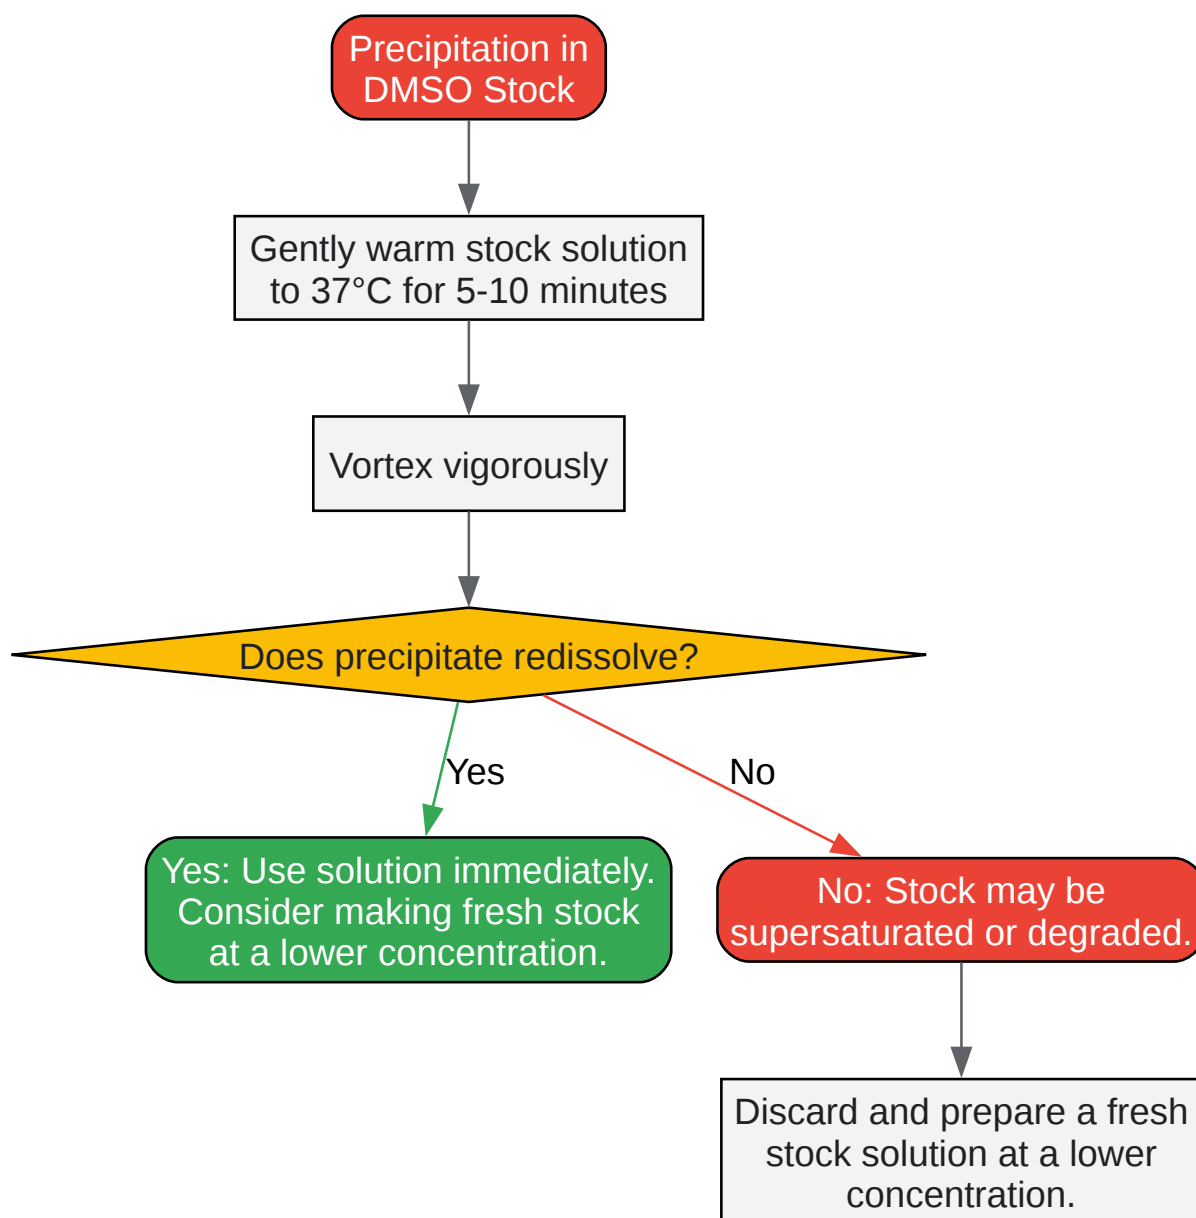 Precipitation in
DMSO Stock
Gently warm stock solution
to 37°C for 5-10 minutes
Vortex vigorously
Does precipitate redissolve?
Yes
No
Yes: Use solution immediately.
Consider making fresh stock
at a lower concentration.
No: Stock may be
supersaturated or degraded.
Discard and prepare a fresh
stock solution at a lower
concentration.